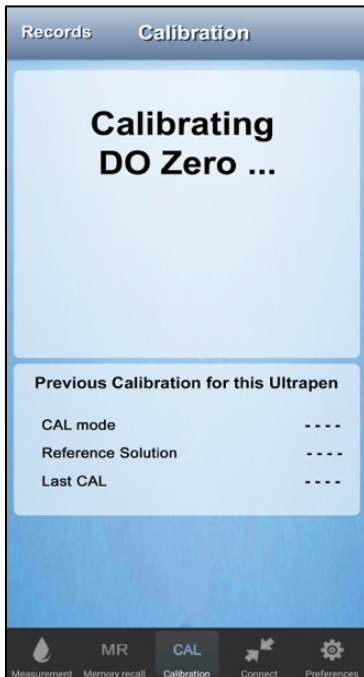 Records Calibration
Calibrating
DO Zero ...
Previous Calibration for this Ultrapen
CAL mode ----
Reference Solution ----
Last CAL ----
MR CAL
Measurement Memory recall Calibration Connect Preferences